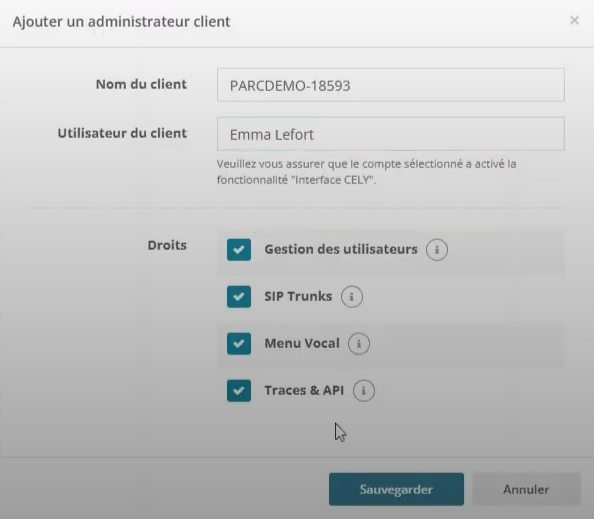 Ajouter un administrateur client ×
Nom du client PARCDEMO-18593
Utilisateur du client Emma Lefort
Veuillez vous assurer que le compte sélectionné a activé la
fonctionnalité "Interface CELY".
Droits Gestion des utilisateurs i
SIP Trunks i
Menu Vocal i
Traces & API i
Sauvegarder Annuler